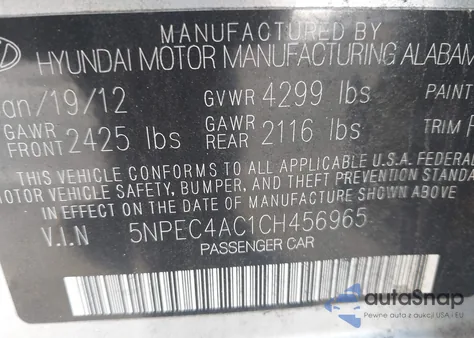 MANUFACTURED BY
HYUNDAI MOTOR MANUFACTURING ALABAM
an/19/12 GVWR 4299 lbs PAINT
GAWR FRONT 2425 lbs GAWR REAR 2116 lbs TRIM
THIS VEHICLE CONFORMS TO ALL APPLICABLE U.S.A. FEDERAL
MOTOR VEHICLE SAFETY, BUMPER, AND THEFT PREVENTION
STANDARDS IN EFFECT ON THE DATE OF MANUFACTURE SHOWN ABOVE
V.I.N 5NPEC4AC1CH456965
PASSENGER CAR
autoSnap
Pewne auta z aukcji USA i EU